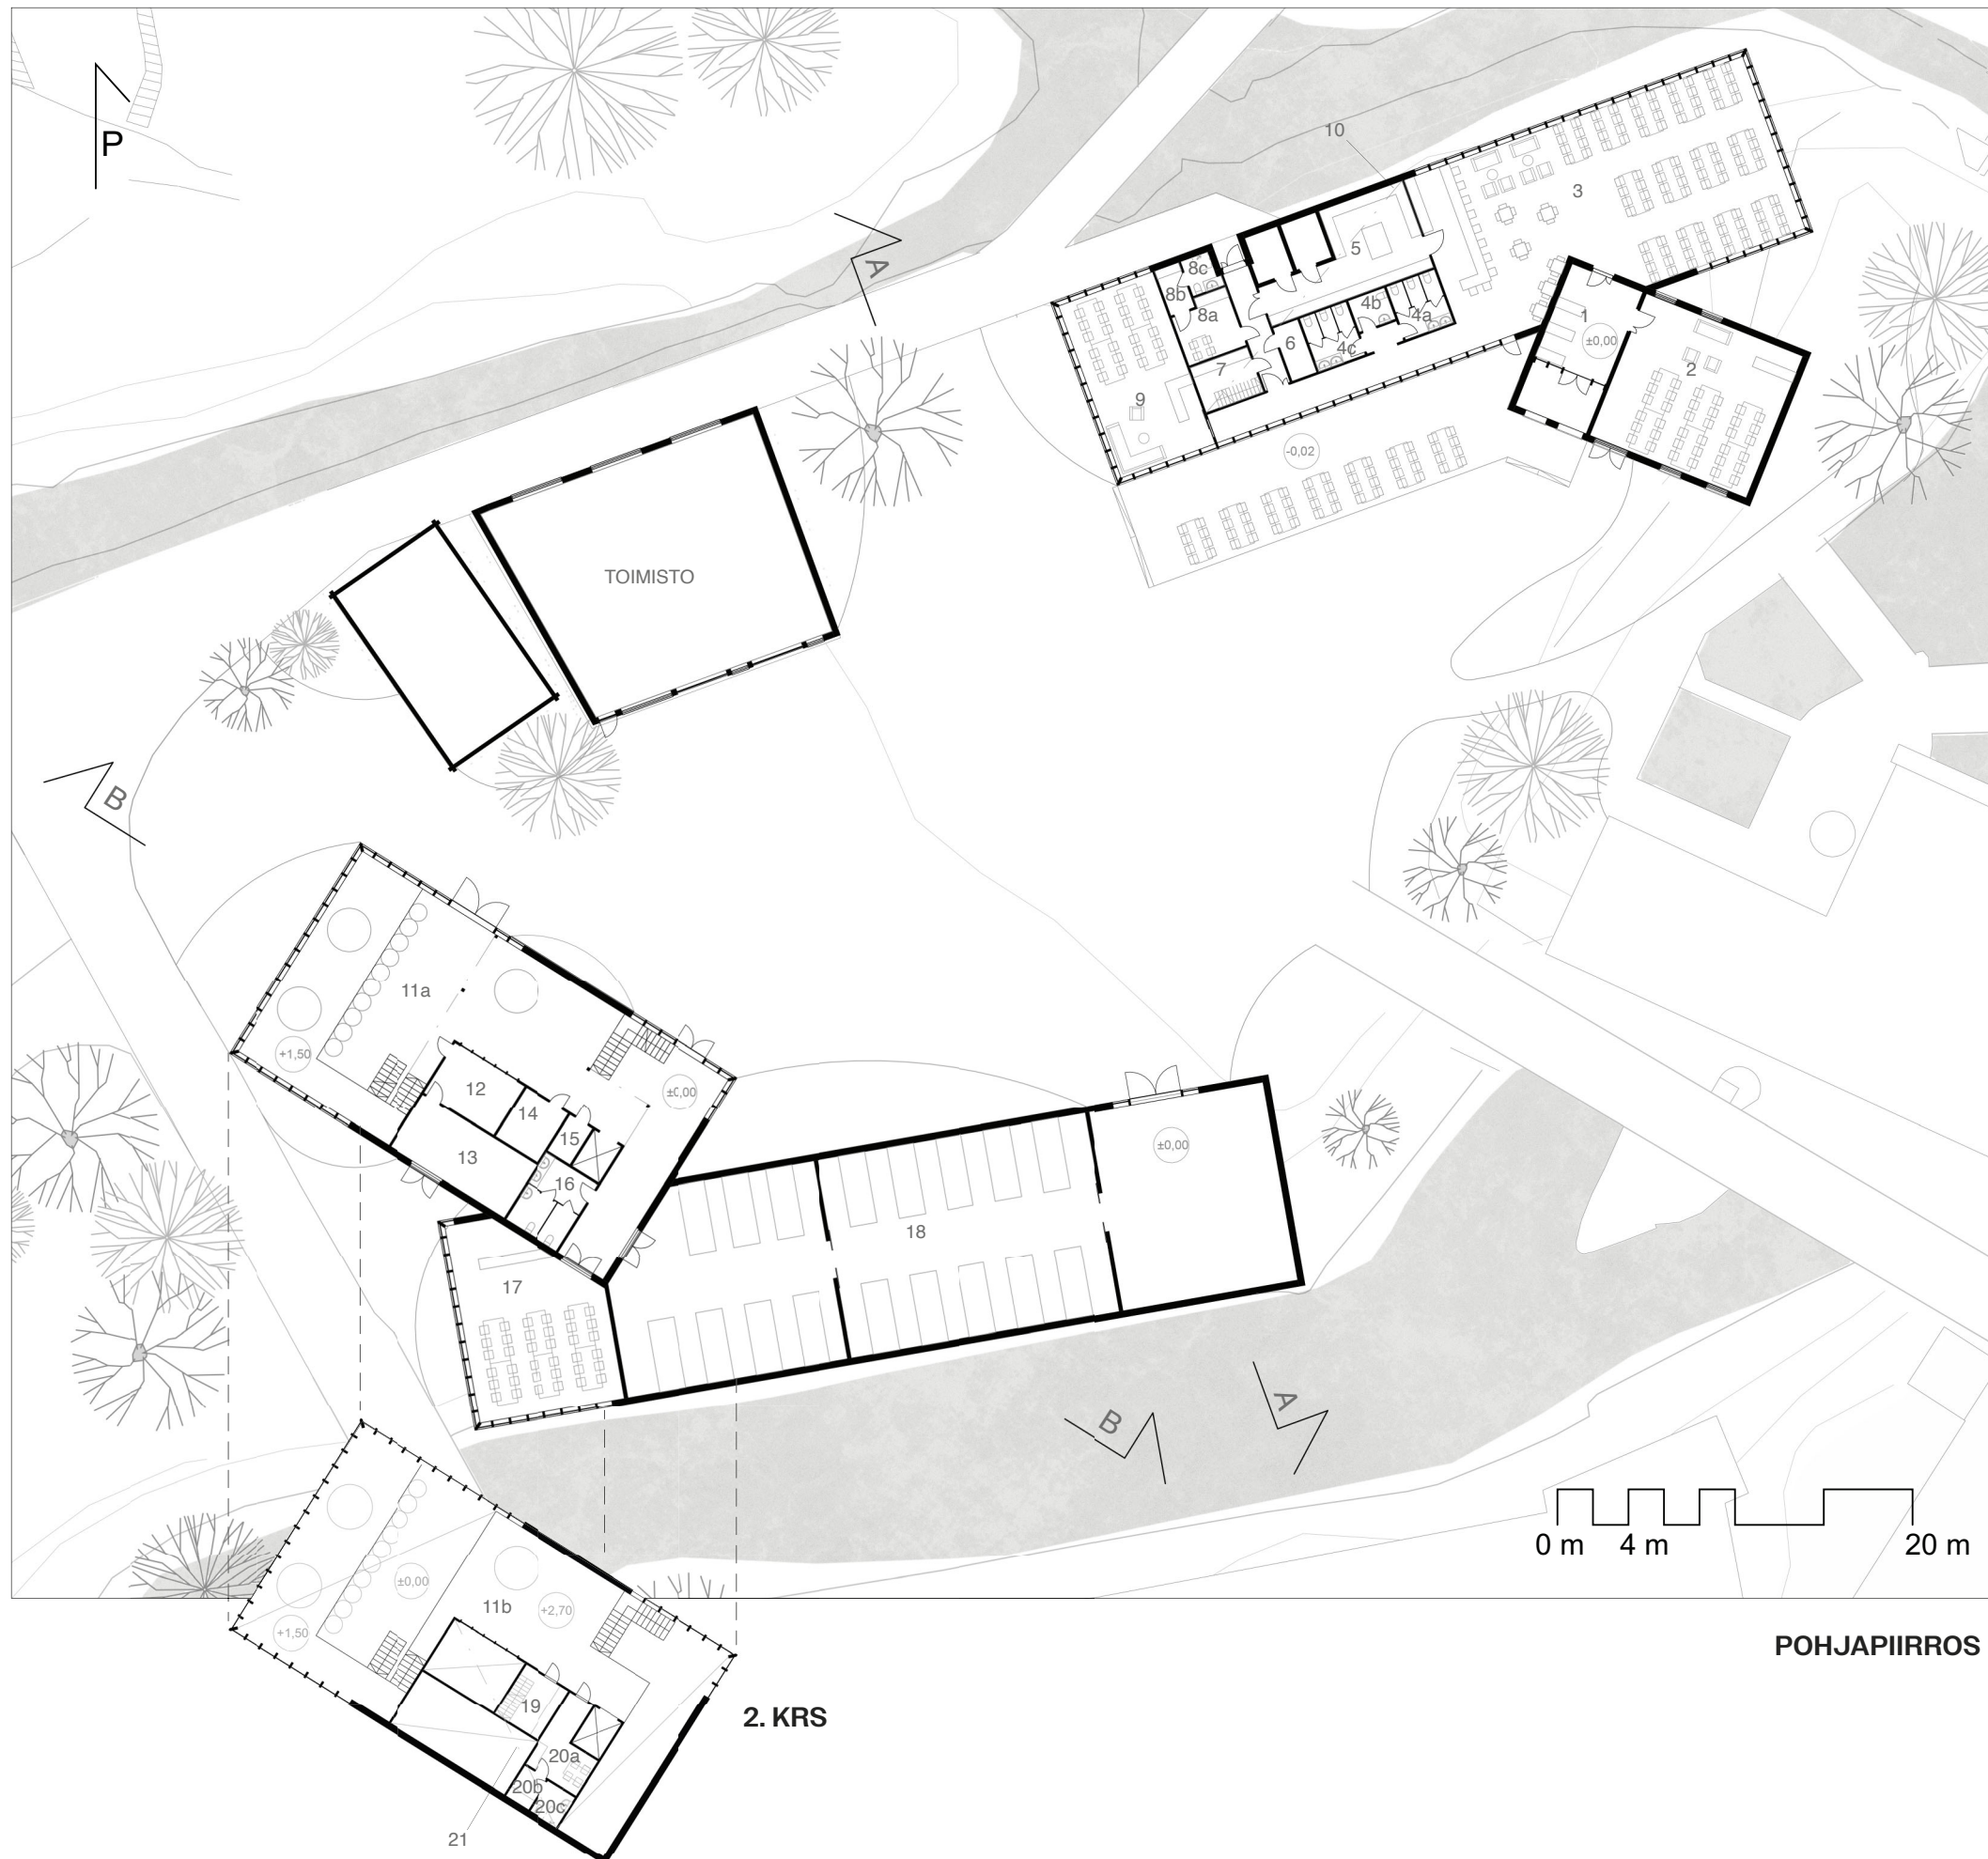 P
10
3
A
5
8c
8b
4b
8a
4a
1
6
4c
±0,00
7
2
9
-0,02
TOIMISTO
B
11a
+1,50
12
±0,00
14
15
±0,00
13
16
18
17
A
B
0 m 4 m 20 m
±0,00
11b
+2,70
+1,50
POHJAPIIRROS
19
2. KRS
20a
20b
20c
21